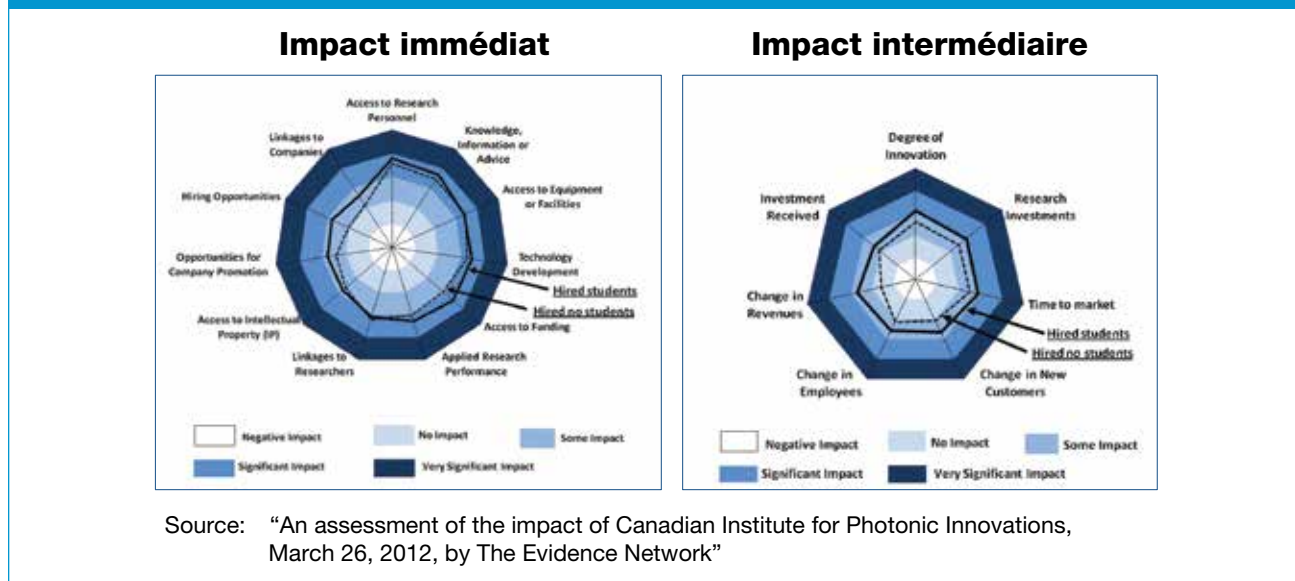 Impact immédiat
Access to Research
Personnel
Knowledge,
Information or
Advice
Access to Equipment
or Facilities
Technology
Development
Access to Funding
Applied Research
Performance
Linkages to
Researchers
Access to Intellectual
Property (IP)
Opportunities for
Company Promotion
Hiring Opportunities
Linkages to
Companies
Hired students
Hired no students
Negative Impact
No Impact
Some Impact
Significant Impact
Very Significant Impact
Impact intermédiaire
Degree of
Innovation
Research
Investments
Time to market
Change in New
Customers
Change in
Employees
Change in
Revenues
Investment
Received
Hired students
Hired no students
Negative Impact
No Impact
Some Impact
Significant Impact
Very Significant Impact
Source: “An assessment of the impact of Canadian Institute for Photonic Innovations,
March 26, 2012, by The Evidence Network”